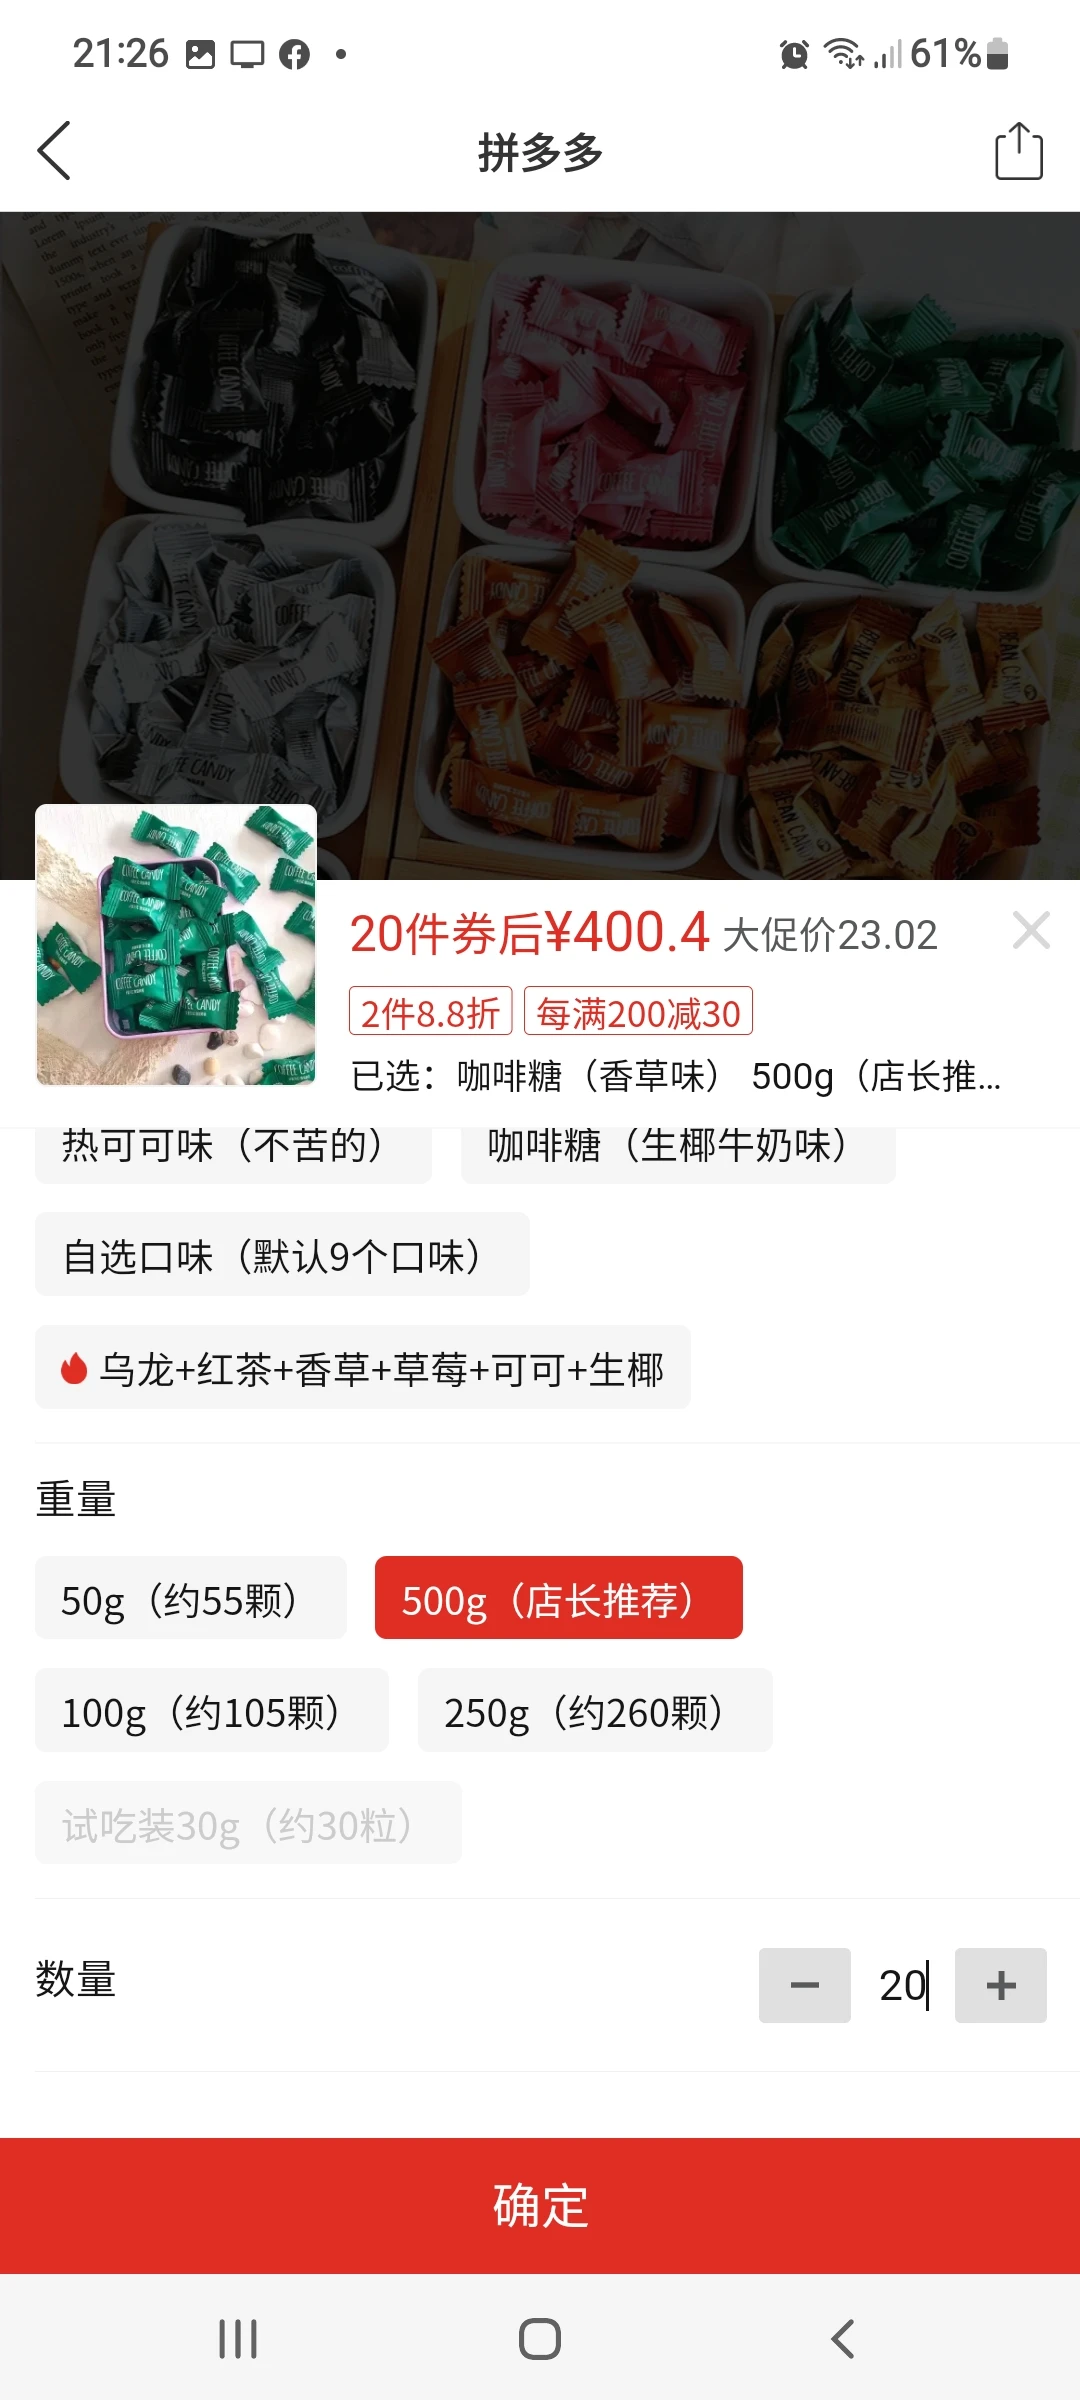 21:26
61%
拼多多
20件券后¥400.4 大促价23.02
2件8.8折 每满200减30
已选：咖啡糖（香草味） 500g（店长推...
热可可味（不苦的） 咖啡糖（生椰牛奶味）
自选口味（默认9个口味）
乌龙+红茶+香草+草莓+可可+生椰
重量
50g（约55颗） 500g（店长推荐）
100g（约105颗） 250g（约260颗）
试吃装30g（约30粒）
数量
− 20 +
确定